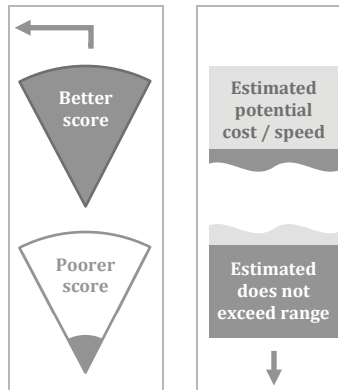 Better
score
Poorer
score
Estimated
potential
cost / speed
Estimated
does not
exceed range